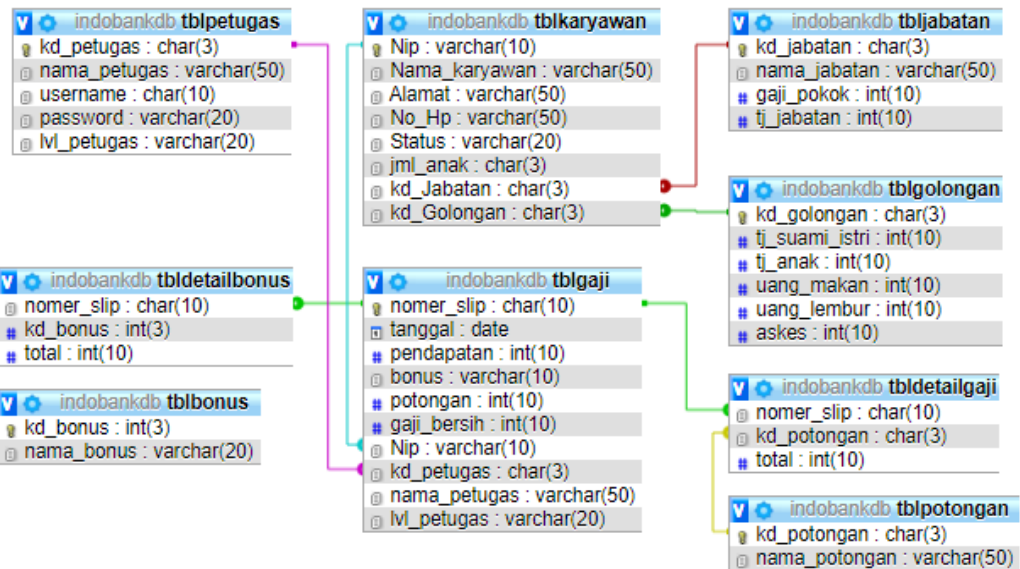 indobankdb tblpetugas
kd_petugas : char(3)
nama_petugas : varchar(50)
username : char(10)
password : varchar(20)
lvl_petugas : varchar(20)
indobankdb tblkaryawan
Nip : varchar(10)
Nama_karyawan : varchar(50)
Alamat : varchar(50)
No_Hp : varchar(50)
Status : varchar(20)
jml_anak : char(3)
kd_Jabatan : char(3)
kd_Golongan : char(3)
indobankdb tbljabatan
kd_jabatan : char(3)
nama_jabatan : varchar(50)
gaji_pokok : int(10)
tj_jabatan : int(10)
indobankdb tblgolongan
kd_golongan : char(3)
tj_suami_istri : int(10)
tj_anak : int(10)
uang_makan : int(10)
uang_lembur : int(10)
askes : int(10)
indobankdb tbldetailbonus
nomer_slip : char(10)
kd_bonus : int(3)
total : int(10)
indobankdb tblbonus
kd_bonus : int(3)
nama_bonus : varchar(20)
indobankdb tblgaji
nomer_slip : char(10)
tanggal : date
pendapatan : int(10)
bonus : varchar(10)
potongan : int(10)
gaji_bersih : int(10)
Nip : varchar(10)
kd_petugas : char(3)
nama_petugas : varchar(50)
lvl_petugas : varchar(20)
indobankdb tbldetailgaji
nomer_slip : char(10)
kd_potongan : char(3)
total : int(10)
indobankdb tblpotongan
kd_potongan : char(3)
nama_potongan : varchar(50)